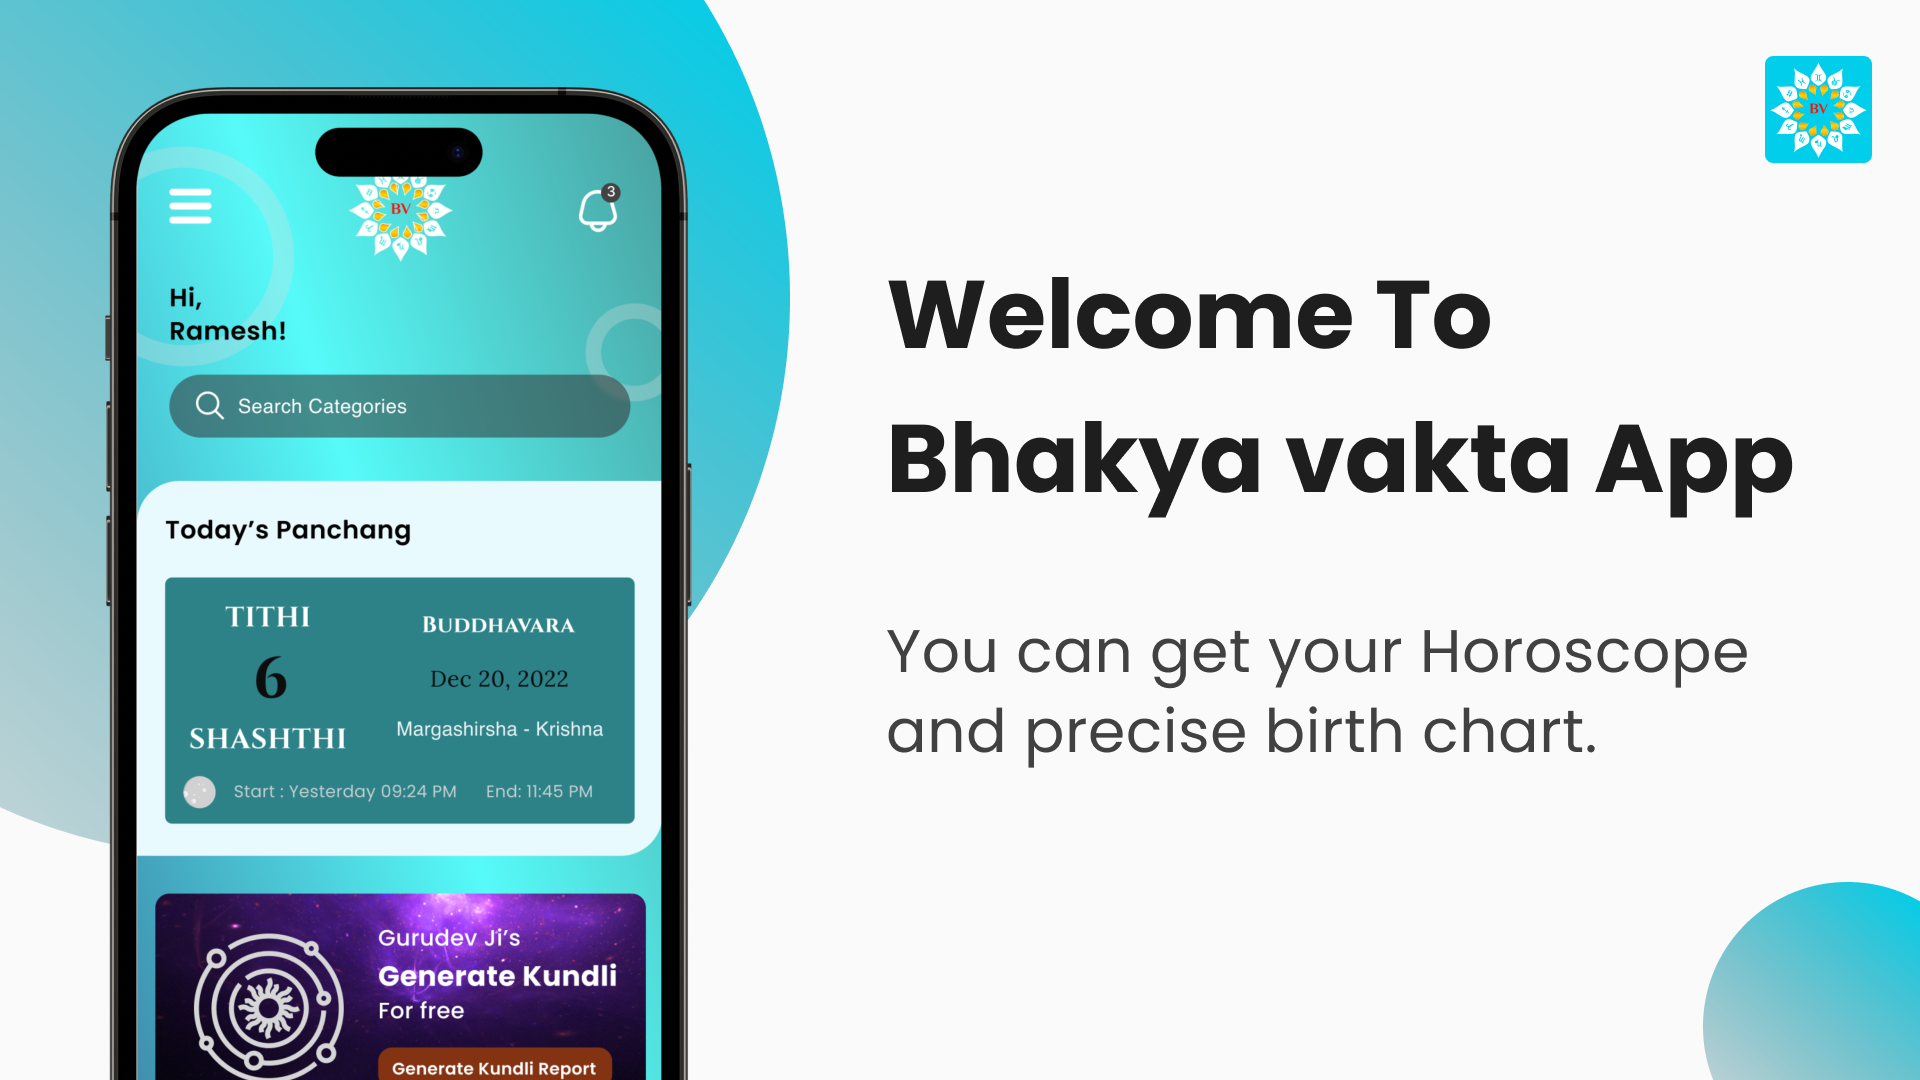 BV
3
Hi,
Ramesh!
Search Categories
Today’s Panchang
TITHI
6
SHASHTHI
BUDDHAVARA
Dec 20, 2022
Margashirsha - Krishna
Start : Yesterday 09:24 PM
End: 11:45 PM
Gurudev Ji’s
Generate Kundli
For free
Generate Kundli Report
BV
Welcome To
Bhakya vakta App
You can get your Horoscope
and precise birth chart.